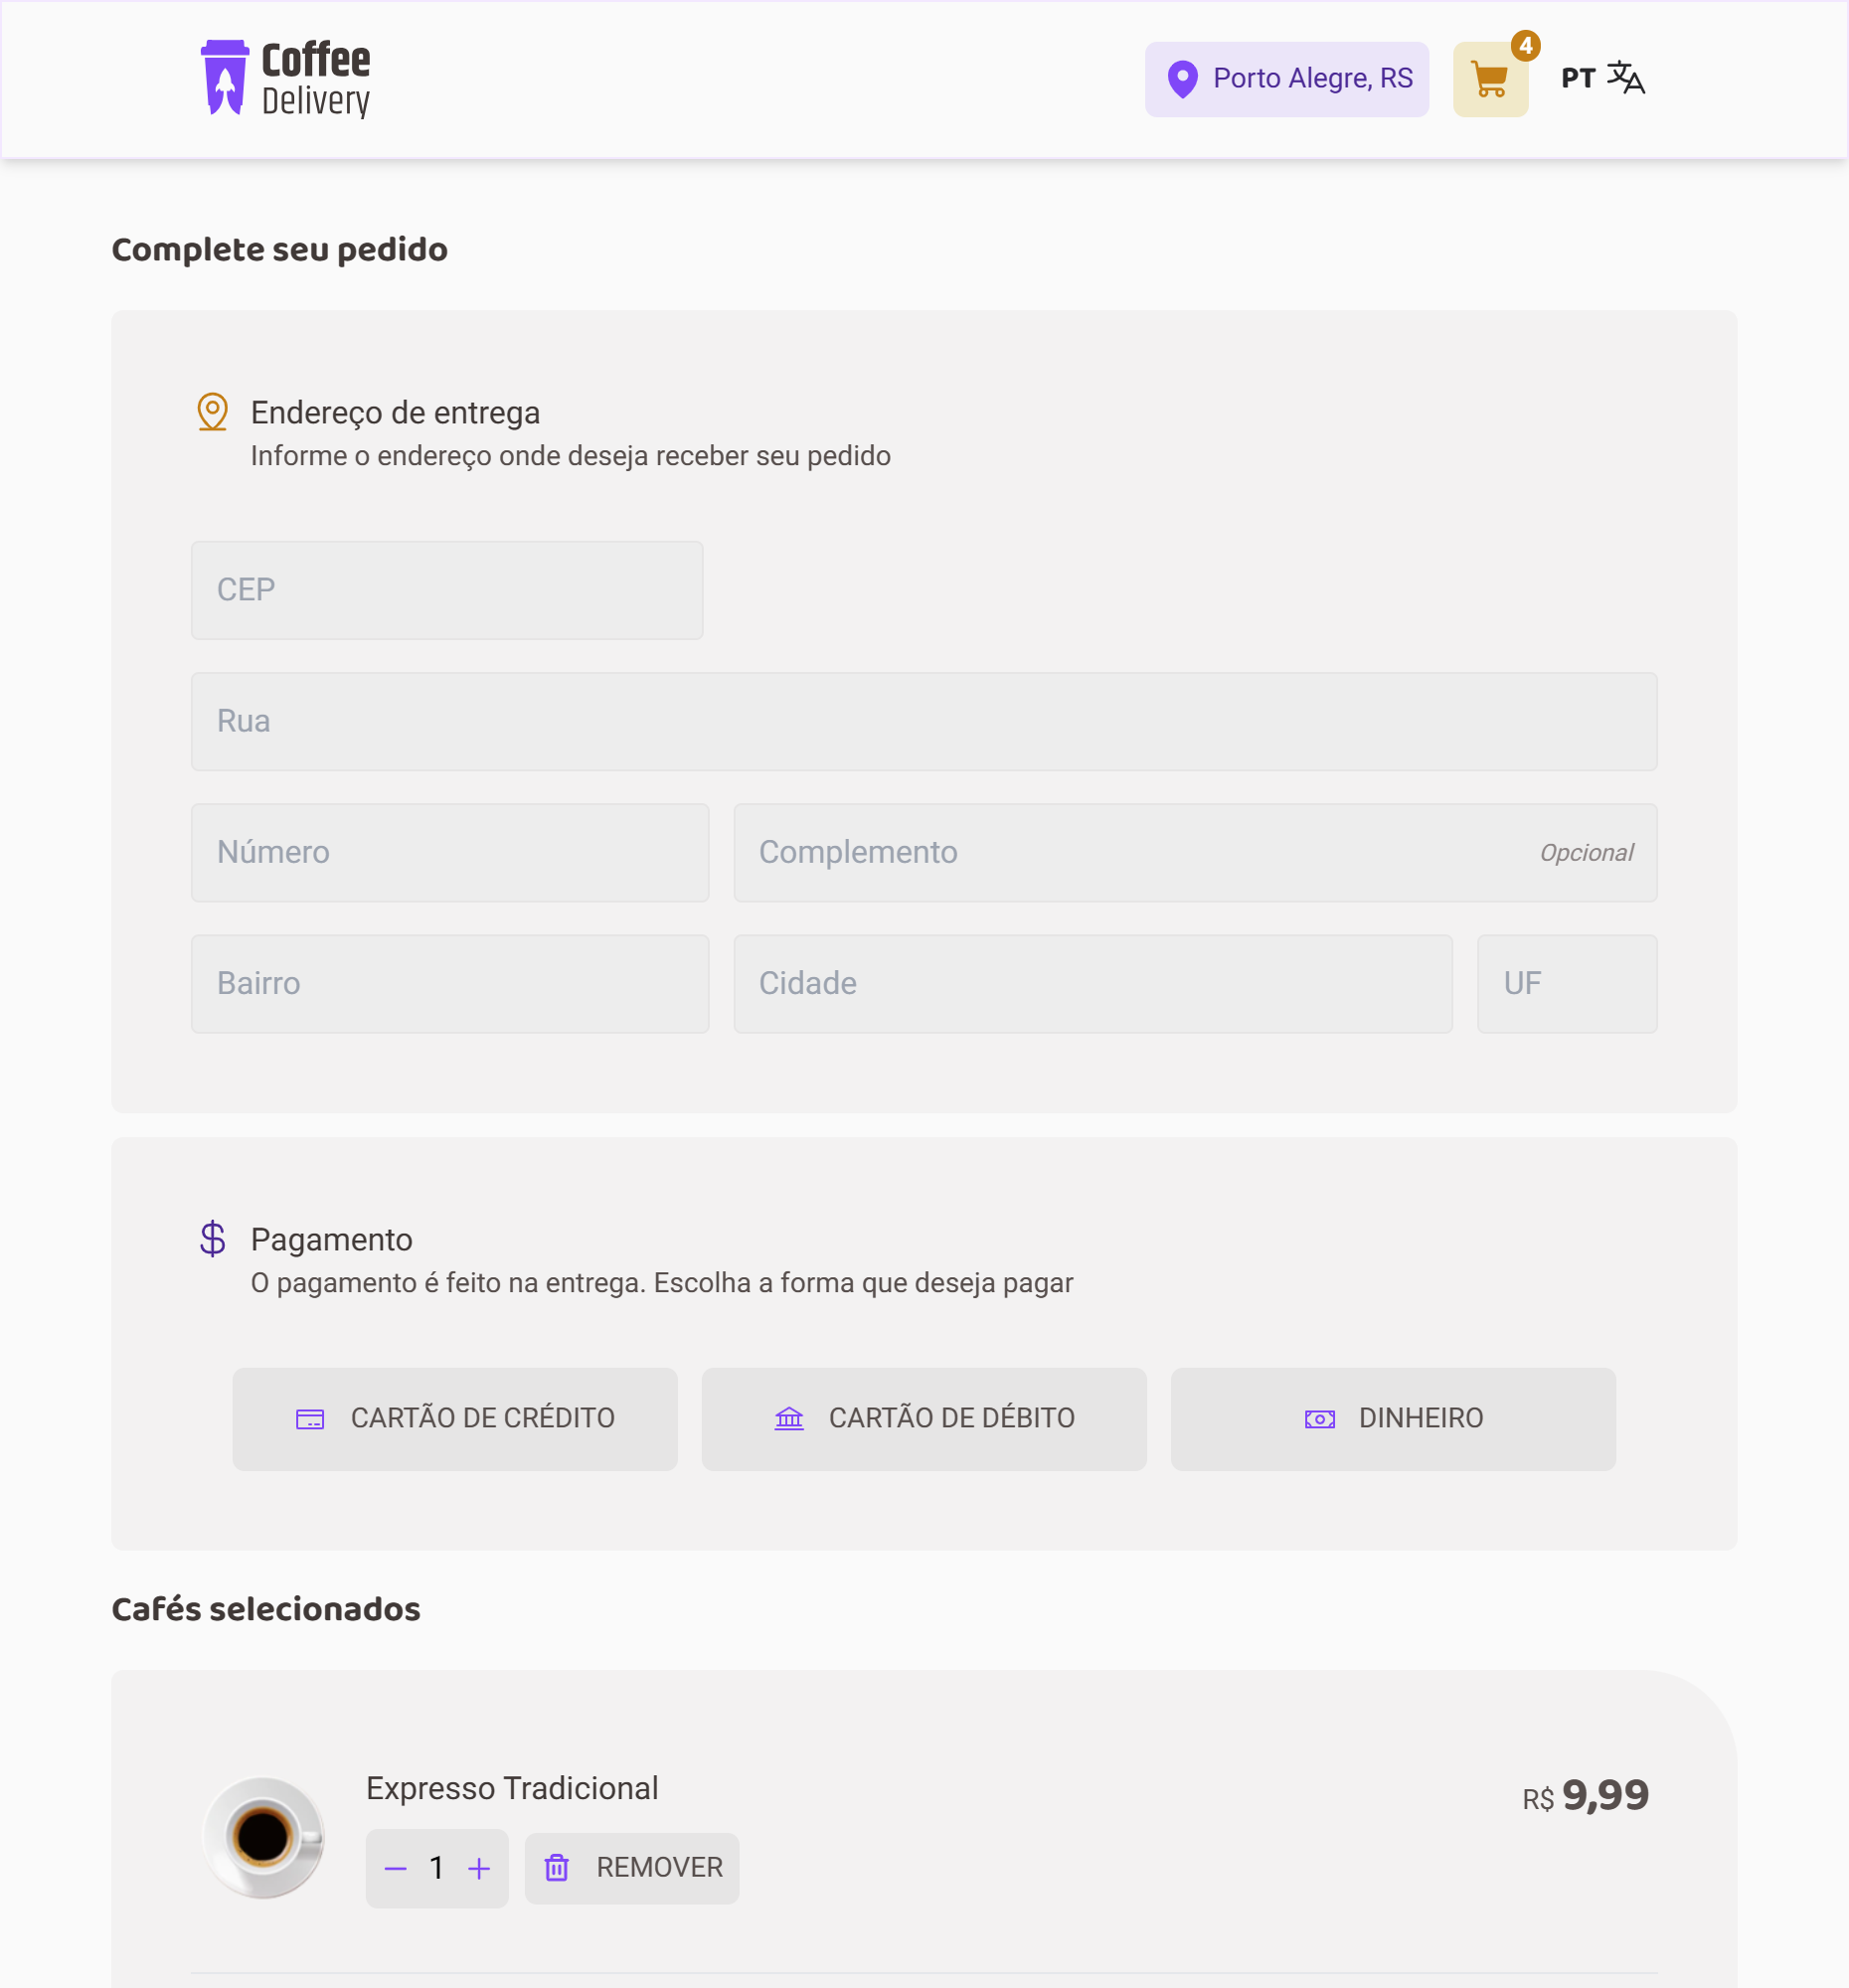 Coffee
Delivery
Porto Alegre, RS
4
PT
Complete seu pedido
Endereço de entrega
Informe o endereço onde deseja receber seu pedido
CEP
Rua
Número
Complemento
Opcional
Bairro
Cidade
UF
Pagamento
O pagamento é feito na entrega. Escolha a forma que deseja pagar
CARTÃO DE CRÉDITO
CARTÃO DE DÉBITO
DINHEIRO
Cafés selecionados
Expresso Tradicional
R$ 9,99
1
REMOVER